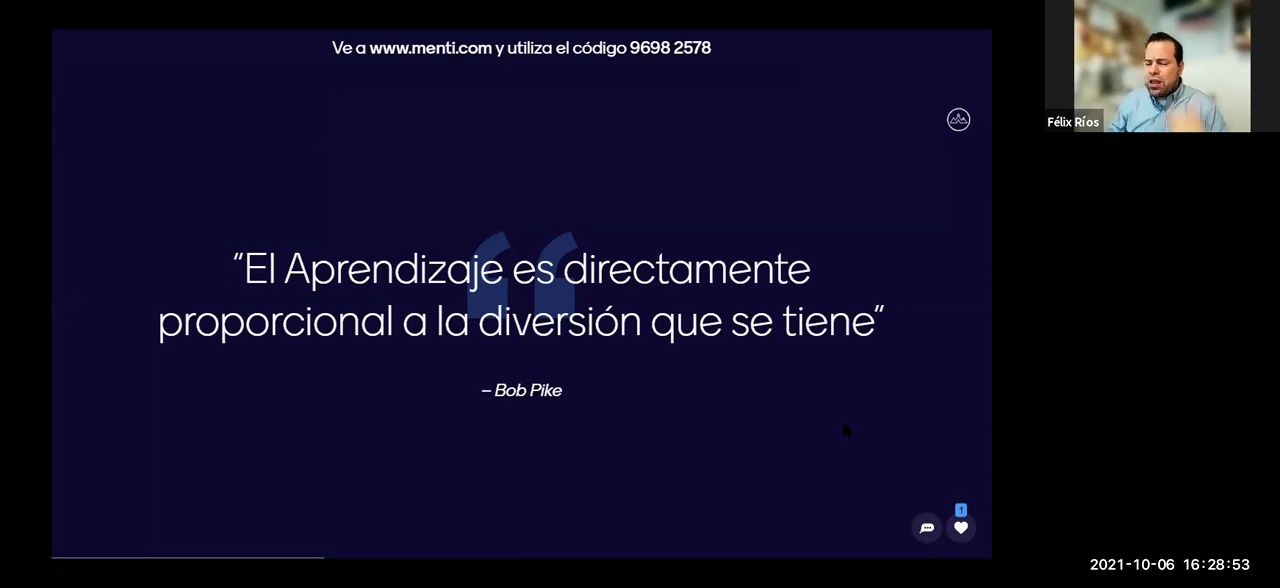 Ve a www.menti.com y utiliza el código 9698 2578
Félix Ríos
“El Aprendizaje es directamente
proporcional a la diversión que se tiene”
– Bob Pike
1
2021-10-06 16:28:53